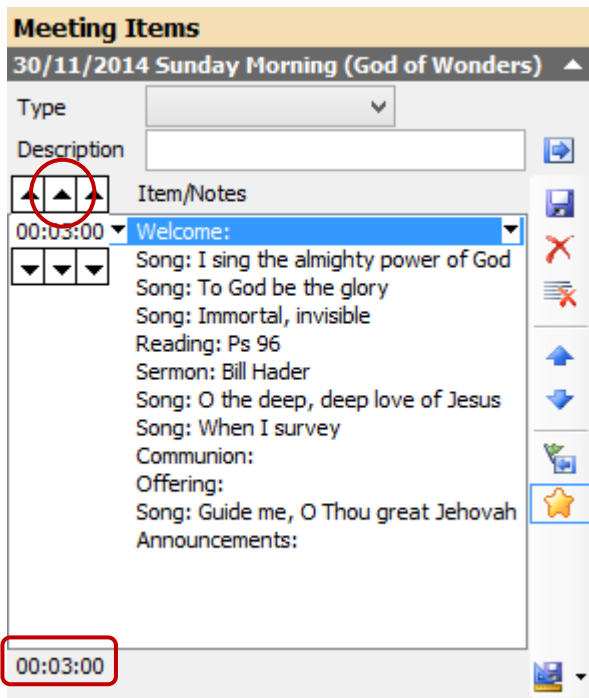 Meeting Items
30/11/2014 Sunday Morning (God of Wonders)
Type
Description
Item/Notes
00:03:00 Welcome:
Song: I sing the almighty power of God
Song: To God be the glory
Song: Immortal, invisible
Reading: Ps 96
Sermon: Bill Hader
Song: O the deep, deep love of Jesus
Song: When I survey
Communion:
Offering:
Song: Guide me, O Thou great Jehovah
Announcements:
00:03:00